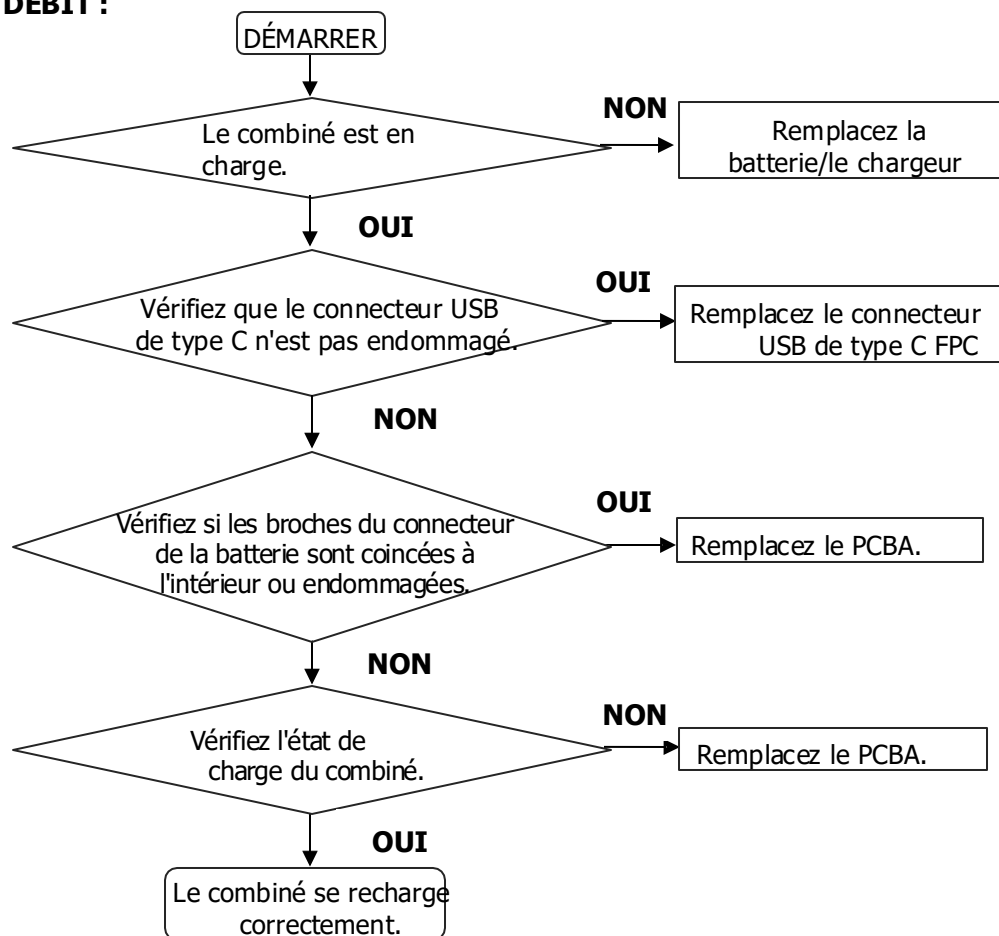 DÉBIT :
DÉMARRER
Le combiné est en
charge.
NON
Remplacez la
batterie/le chargeur
OUI
Vérifiez que le connecteur USB
de type C n'est pas endommagé.
OUI
Remplacez le connecteur
USB de type C FPC
NON
Vérifiez si les broches du connecteur
de la batterie sont coincées à
l'intérieur ou endommagées.
OUI
Remplacez le PCBA.
NON
Vérifiez l'état de
charge du combiné.
NON
Remplacez le PCBA.
OUI
Le combiné se recharge
correctement.